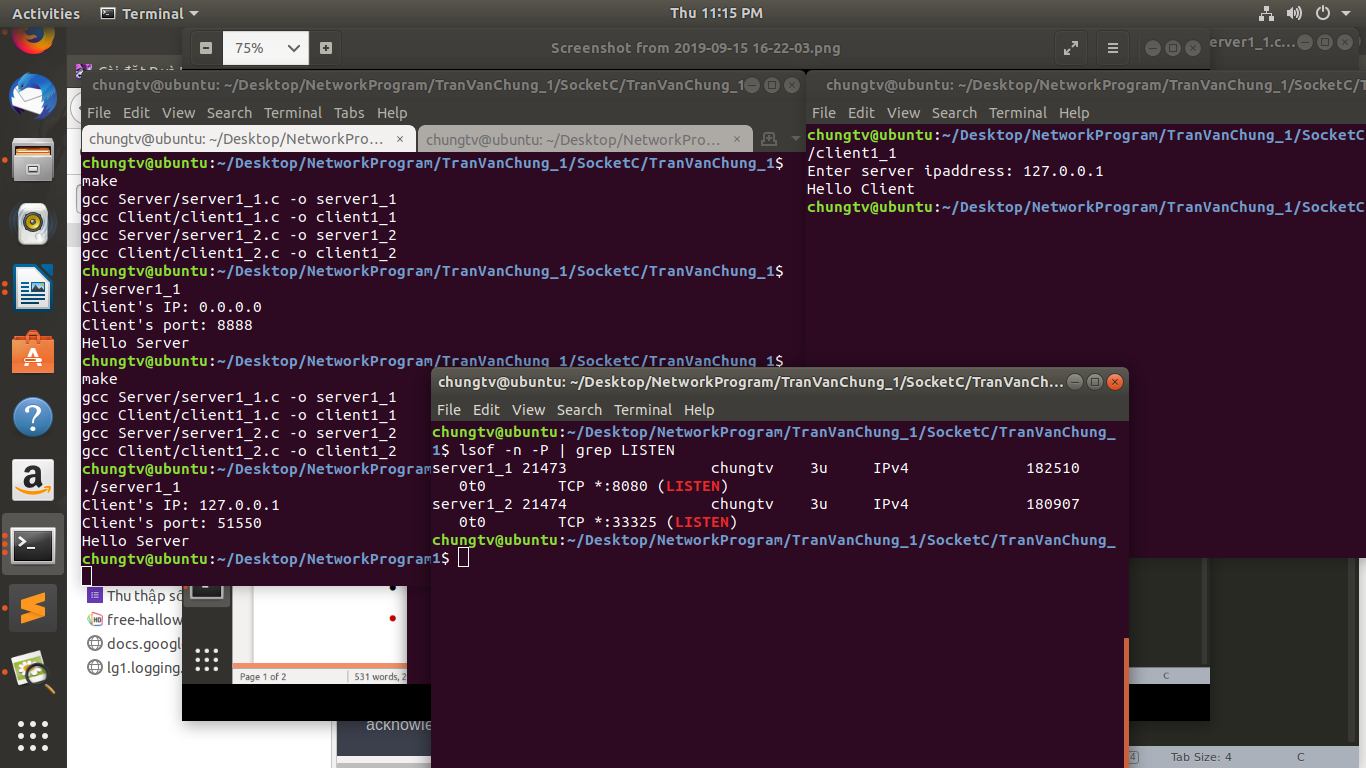 Activities
Terminal
Thu 11:15 PM
75%
Screenshot from 2019-09-15 16-22-03.png
erver1_1.c...
chungtv@ubuntu: ~/Desktop/NetworkProgram/TranVanChung_1/SocketC/TranVanChung_1
File Edit View Search Terminal Tabs Help
chungtv@ubuntu: ~/Desktop/NetworkPro... ×
chungtv@ubuntu: ~/Desktop/NetworkPro... ×
chungtv@ubuntu:~/Desktop/NetworkProgram/TranVanChung_1/SocketC/TranVanChung_1$
make
gcc Server/server1_1.c -o server1_1
gcc Client/client1_1.c -o client1_1
gcc Server/server1_2.c -o server1_2
gcc Client/client1_2.c -o client1_2
chungtv@ubuntu:~/Desktop/NetworkProgram/TranVanChung_1/SocketC/TranVanChung_1$
./server1_1
Client's IP: 0.0.0.0
Client's port: 8888
Hello Server
chungtv@ubuntu:~/Desktop/NetworkProgram/TranVanChung_1/SocketC/TranVanChung_1$
make
gcc Server/server1_1.c -o server1_1
gcc Client/client1_1.c -o client1_1
gcc Server/server1_2.c -o server1_2
gcc Client/client1_2.c -o client1_2
chungtv@ubuntu:~/Desktop/NetworkProgram
./server1_1
Client's IP: 127.0.0.1
Client's port: 51550
Hello Server
chungtv@ubuntu:~/Desktop/NetworkProgram
chungtv@ubuntu: ~/Desktop/NetworkProgram/TranVanChung_1/SocketC
File Edit View Search Terminal Help
chungtv@ubuntu:~/Desktop/NetworkProgram/TranVanChung_1/SocketC
/client1_1
Enter server ipaddress: 127.0.0.1
Hello Client
chungtv@ubuntu:~/Desktop/NetworkProgram/TranVanChung_1/SocketC
chungtv@ubuntu: ~/Desktop/NetworkProgram/TranVanChung_1/SocketC/TranVanCh...
File Edit View Search Terminal Help
chungtv@ubuntu:~/Desktop/NetworkProgram/TranVanChung_1/SocketC/TranVanChung_
1$ lsof -n -P | grep LISTEN
server1_1 21473 chungtv 3u IPv4 182510
0t0 TCP *:8080 (LISTEN)
server1_2 21474 chungtv 3u IPv4 180907
0t0 TCP *:33325 (LISTEN)
chungtv@ubuntu:~/Desktop/NetworkProgram/TranVanChung_1/SocketC/TranVanChung_
1$
Thu thập số
free-hallow
docs.googl
lg1.logging.
Page 1 of 2
531 words, 2
acknowle
C
Tab Size: 4
C